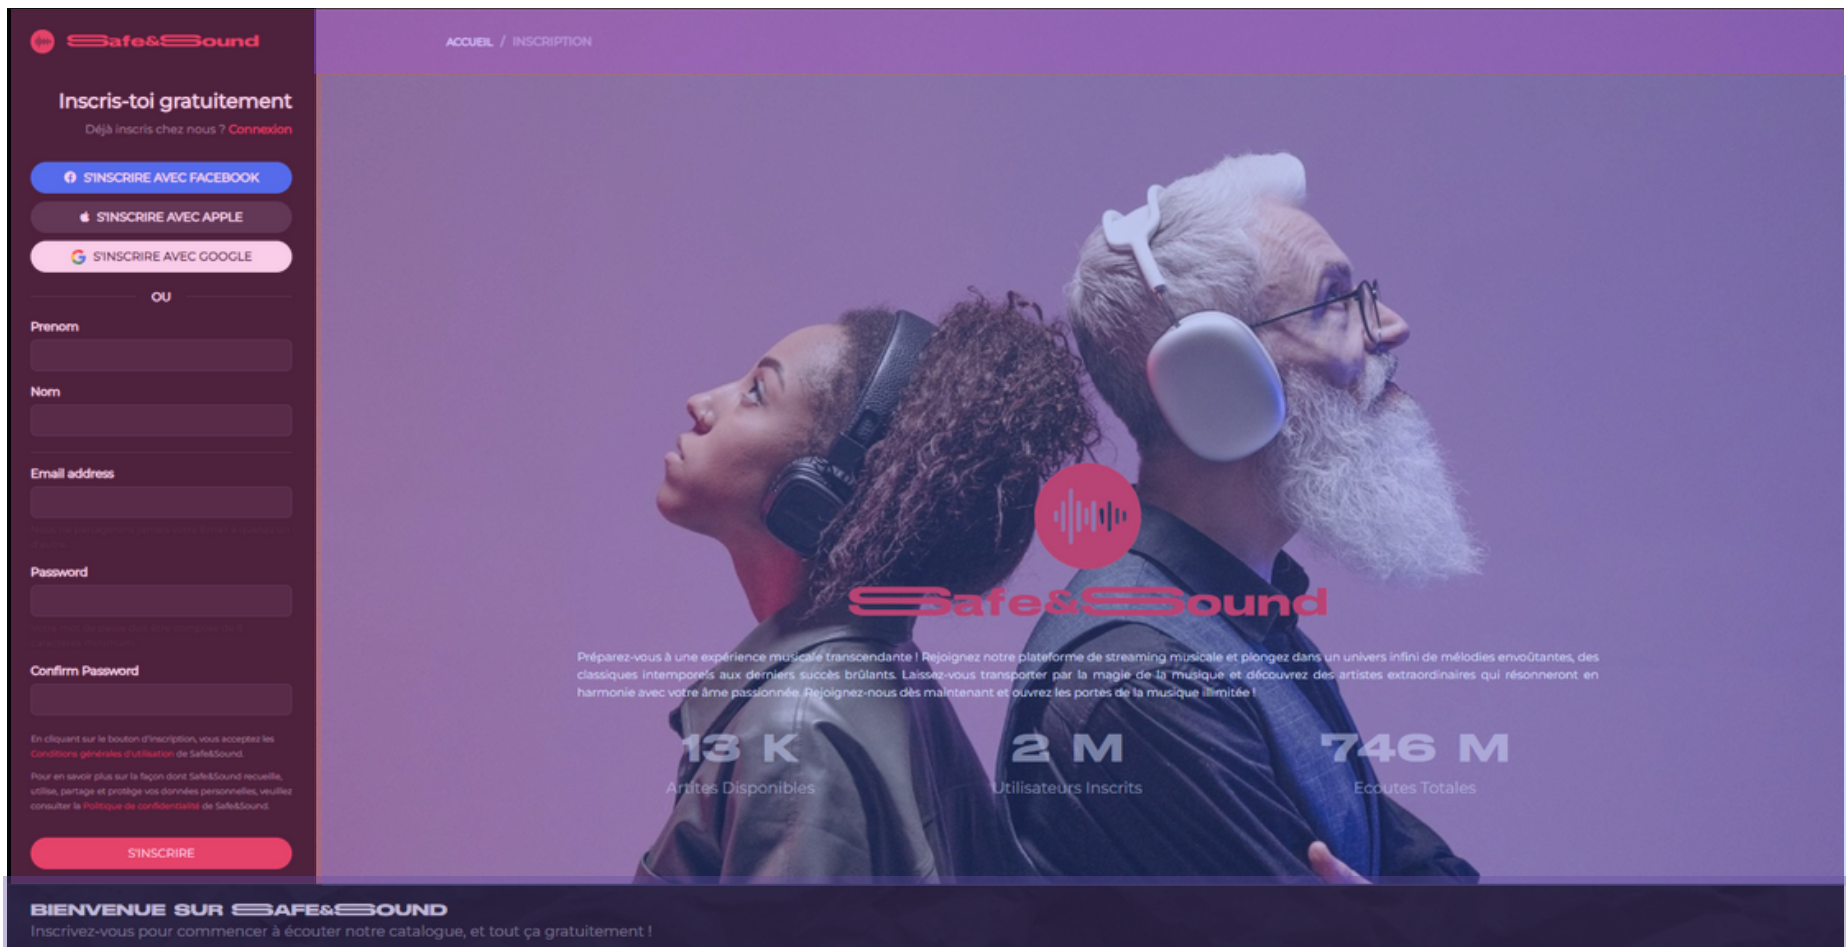 Safe&Sound
ACCUEIL / INSCRIPTION
Inscris-toi gratuitement
Déjà inscris chez nous ? Connexion
S'INSCRIRE AVEC FACEBOOK
S'INSCRIRE AVEC APPLE
S'INSCRIRE AVEC GOOGLE
OU
Prenom
Nom
Email address
Password
Confirm Password
En cliquant sur le bouton d'inscription, vous acceptez les
Conditions générales d'utilisation de Safe&Sound.
Pour en savoir plus sur la façon dont Safe&Sound recueille,
utilise, partage et protège vos données personnelles, veuillez
consulter la Politique de confidentialité de Safe&Sound.
S'INSCRIRE
Safe&Sound
Préparez-vous à une expérience musicale transcendante ! Rejoignez notre plateforme de streaming musicale et plongez dans un univers infini de mélodies envoûtantes, des
classiques intemporels aux derniers succès brûlants. Laissez-vous transporter par la magie de la musique et découvrez des artistes extraordinaires qui résonneront en
harmonie avec votre âme passionnée. Rejoignez-nous dès maintenant et ouvrez les portes de la musique illimitée !
13 K
2 M
746 M
Artites Disponibles
Utilisateurs Inscrits
Ecoutes Totales
BIENVENUE SUR SAFE&SOUND
Inscrivez-vous pour commencer à écouter notre catalogue, et tout ça gratuitement !